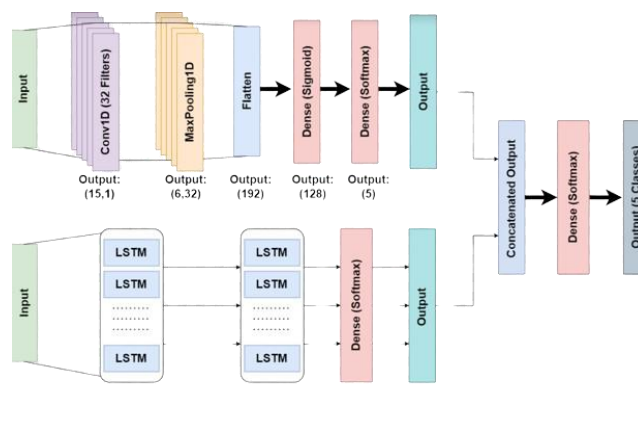 Input
Conv1D (32 Filters)
MaxPooling1D
Flatten
Dense (Sigmoid)
Dense (Softmax)
Output
Output:
(15,1)
Output:
(6,32)
Output:
(192)
Output:
(128)
Output:
(5)
Concatenated Output
Dense (Softmax)
Output (5 Classes)
Input
LSTM
LSTM
LSTM
LSTM
LSTM
LSTM
Dense (Softmax)
Output